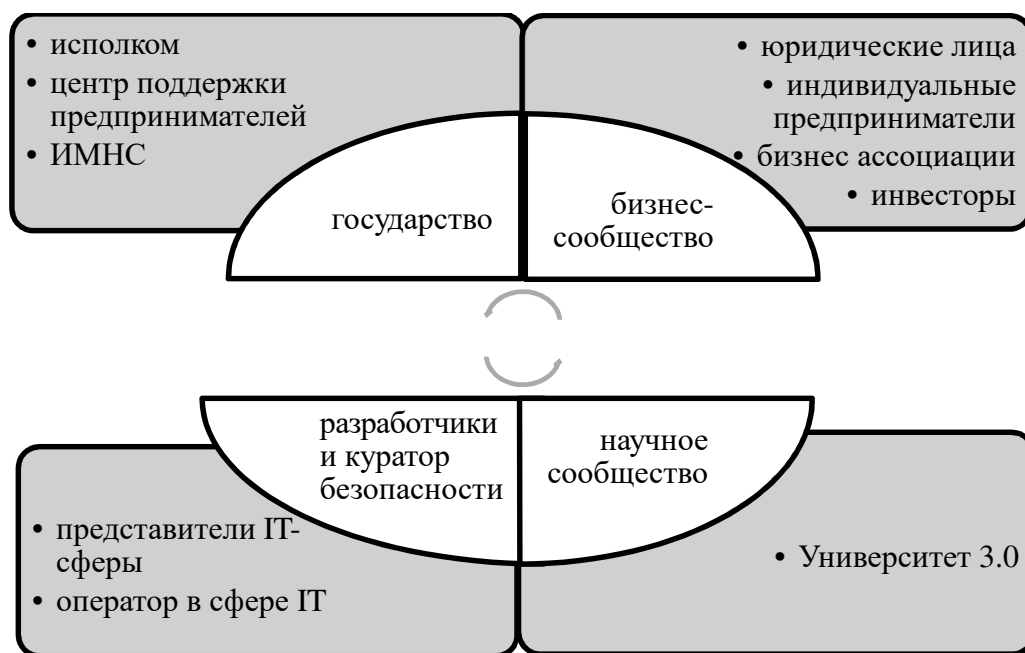 • исполком
• центр поддержки
предпринимателей
• ИМНС
• юридические лица
• индивидуальные
предприниматели
• бизнес ассоциации
• инвесторы
государство
бизнес-
сообщество
разработчики
и куратор
безопасности
научное
сообщество
• представители IT-
сферы
• оператор в сфере IT
• Университет 3.0